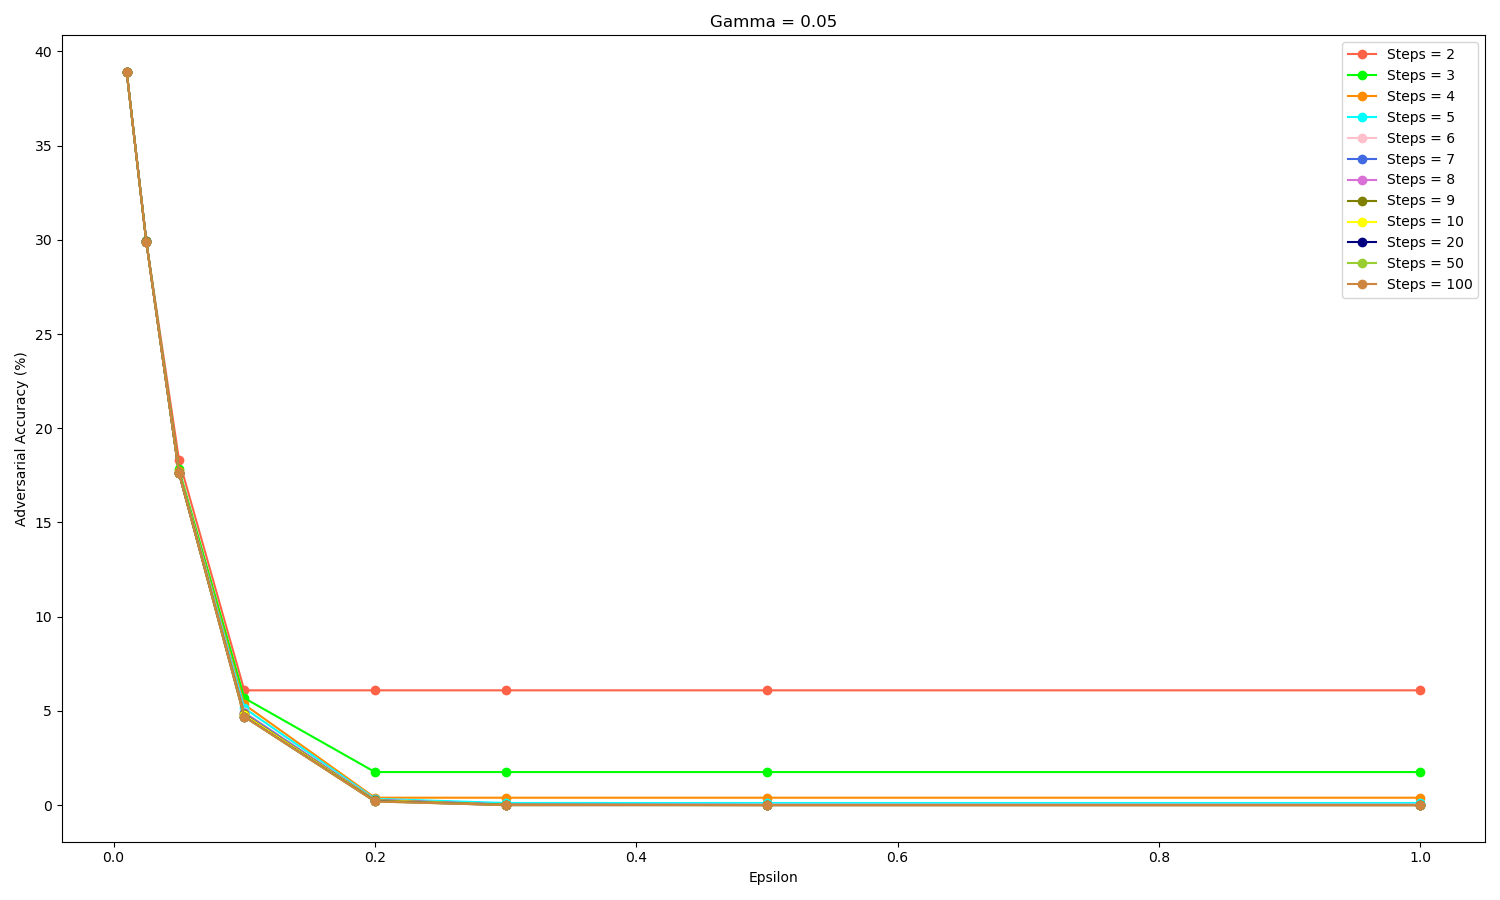 Gamma = 0.05
40
35
30
25
20
15
10
5
0
Adversarial Accuracy (%)
0.0
0.2
0.4
0.6
0.8
1.0
Epsilon
Steps = 2
Steps = 3
Steps = 4
Steps = 5
Steps = 6
Steps = 7
Steps = 8
Steps = 9
Steps = 10
Steps = 20
Steps = 50
Steps = 100